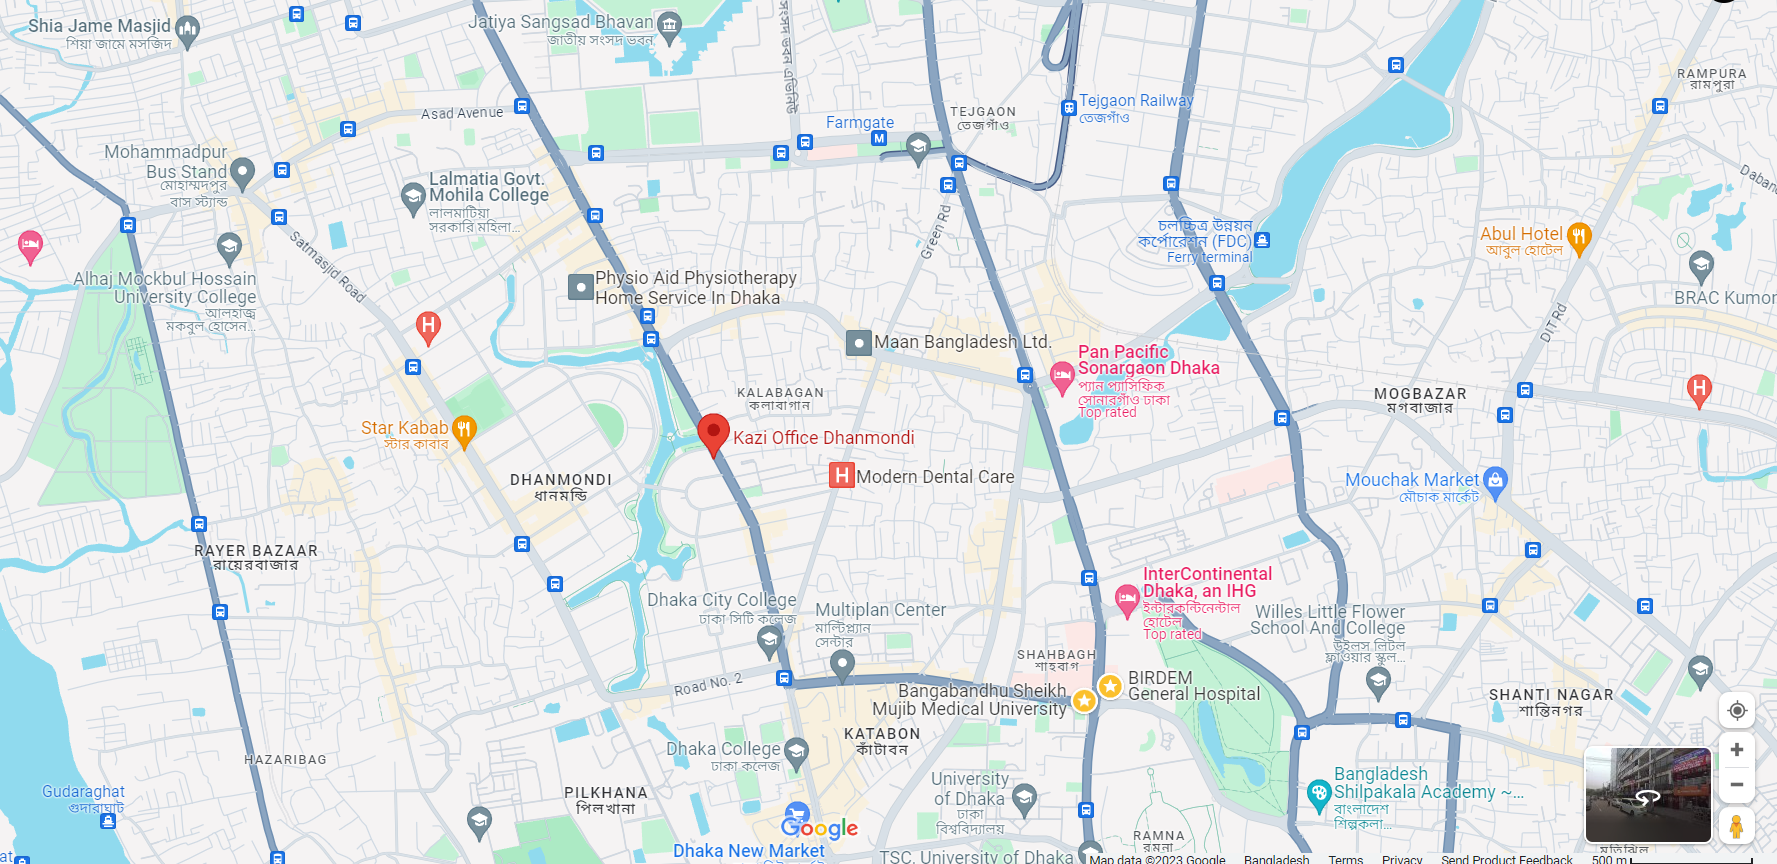 Shia Jame Masjid
শিয়া জামে মসজিদ
Jatiya Sangsad Bhavan
জাতীয় সংসদ ভবন
RAMPURA
রামপুরা
Asad Avenue
Farmgate
TEJGAON
তেজগাঁও
Tejgaon Railway
তেজগাঁও
Mohammadpur
Bus Stand
মোহাম্মদপুর
বাস স্ট্যান্ড
Lalmatia Govt.
Mohila College
লালমাটিয়া
সরকারি মহিলা...
Green Rd
Satmasjid Road
চলচ্চিত্র উন্নয়ন
কর্পোরেশন (FDC)
Ferry terminal
Abul Hotel
আবুল হোটেল
Alhaj Mockbul Hossain
University College
আলহাজ্ব
মকবুল হোসেন...
Physio Aid Physiotherapy
Home Service In Dhaka
BRAC Kumor
DIT Rd
Maan Bangladesh Ltd.
Pan Pacific
Sonargaon Dhaka
প্যান প্যাসিফিক
সোনারগাঁও ঢাকা
Top rated
KALABAGAN
কলাবাগান
MOGBAZAR
মগবাজার
Star Kabab
স্টার কাবাব
Kazi Office Dhanmondi
DHANMONDI
ধানমন্ডি
Modern Dental Care
Mouchak Market
মৌচাক মার্কেট
RAYER BAZAAR
রায়েরবাজার
InterContinental
Dhaka, an IHG
ইন্টারকন্টিনেন্টাল
হোটেল
Top rated
Dhaka City College
ঢাকা সিটি কলেজ
Multiplan Center
মাল্টিপ্ল্যান
সেন্টার
Willes Little Flower
School And College
উইলস লিটল
ফ্লাওয়ার স্কুল...
SHAHBAGH
শাহবাগ
Road No. 2
Bangabandhu Sheikh
Mujib Medical University
BIRDEM
General Hospital
SHANTI NAGAR
শান্তিনগর
KATABON
কাঁটাবন
Dhaka College
ঢাকা কলেজ
HAZARIBAG
Gudaraghat
গুদারাঘাট
PILKHANA
পিলখানা
University
of Dhaka
ঢাকা
বিশ্ববিদ্যালয়
Bangladesh
Shilpakala Academy ~...
বাংলাদেশ
শিল্পকলা...
Google
RAMNA
রমনা
Dhaka New Market
TSC. University of Dhaka
Map data ©2023 Google Bangladesh Terms Privacy Send Product Feedback 500 m